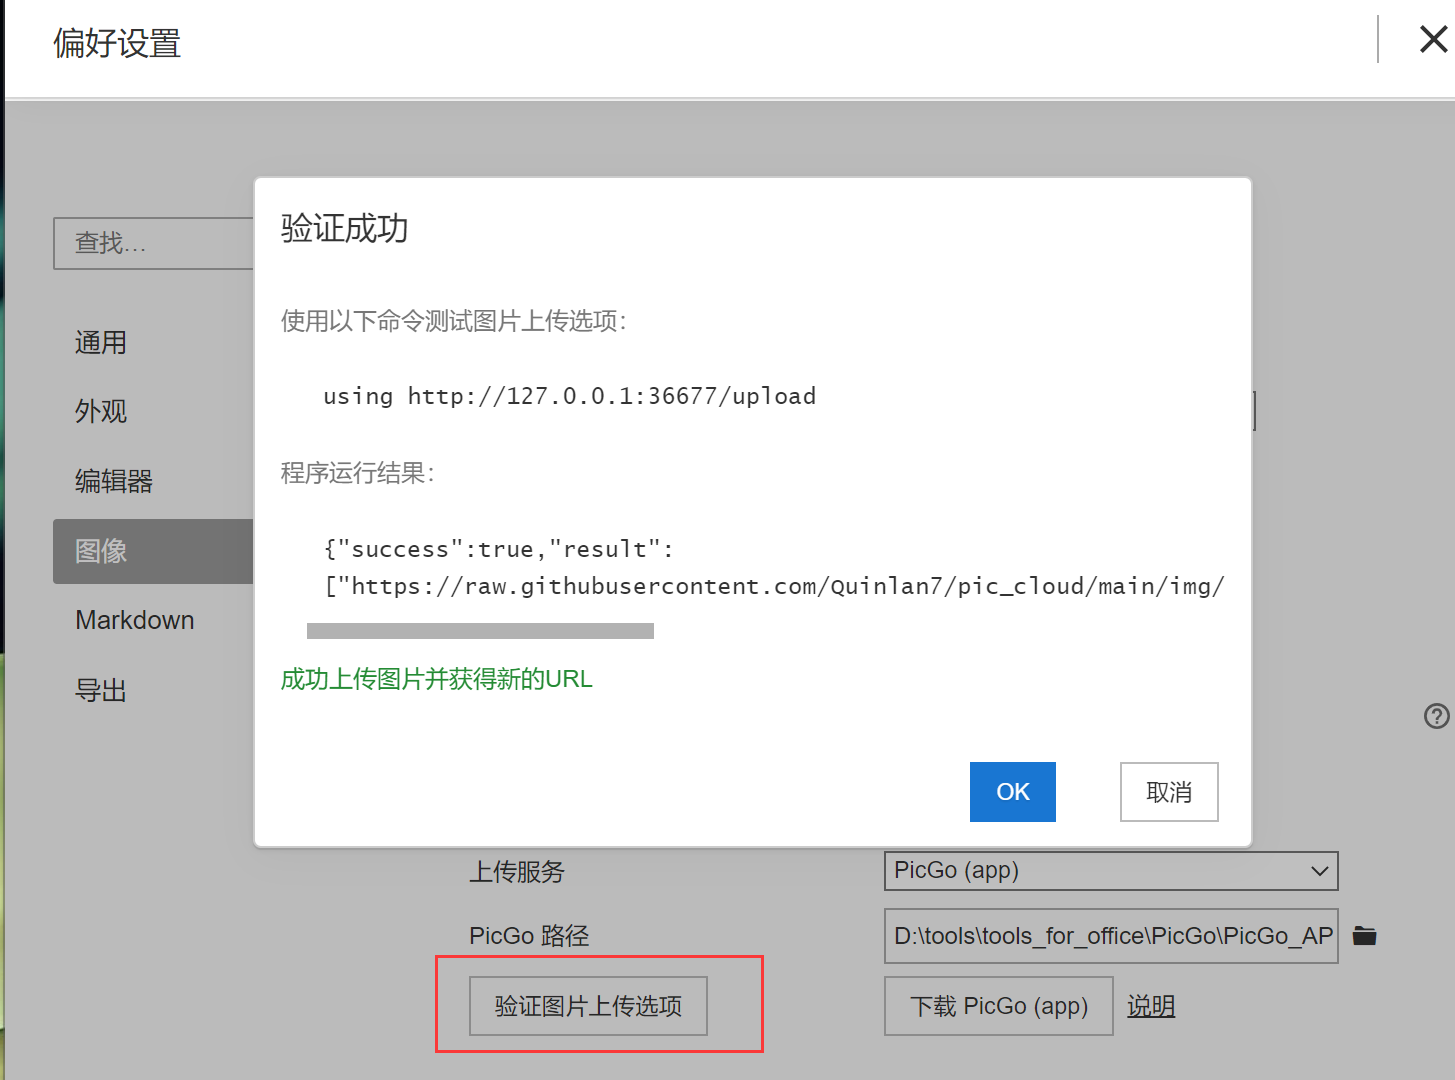 偏好设置
查找...
通用
外观
编辑器
图像
Markdown
导出
验证成功
使用以下命令测试图片上传选项：
using http://127.0.0.1:36677/upload
程序运行结果：
{"success":true,"result":
["https://raw.githubusercontent.com/Quinlan7/pic_cloud/main/img/
成功上传图片并获得新的URL
OK
取消
上传服务
PicGo (app)
PicGo 路径
D:\tools\tools_for_office\PicGo\PicGo_AP
验证图片上传选项
下载 PicGo (app)
说明